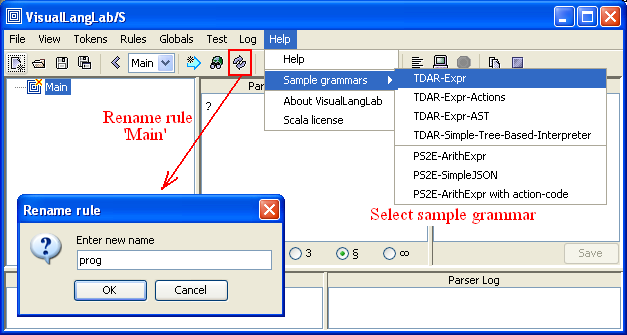 VisualLangLab/S
File View Tokens Rules Globals Test Log Help
Main
Help
Sample grammars
About VisualLangLab
Scala license
TDAR-Expr
TDAR-Expr-Actions
TDAR-Expr-AST
TDAR-Simple-Tree-Based-Interpreter
PS2E-ArithExpr
PS2E-SimpleJSON
PS2E-ArithExpr with action-code
Main
?
Rename rule
'Main'
Select sample grammar
Rename rule
Enter new name
prog
OK Cancel
3 § ∞ Save
Parser Log